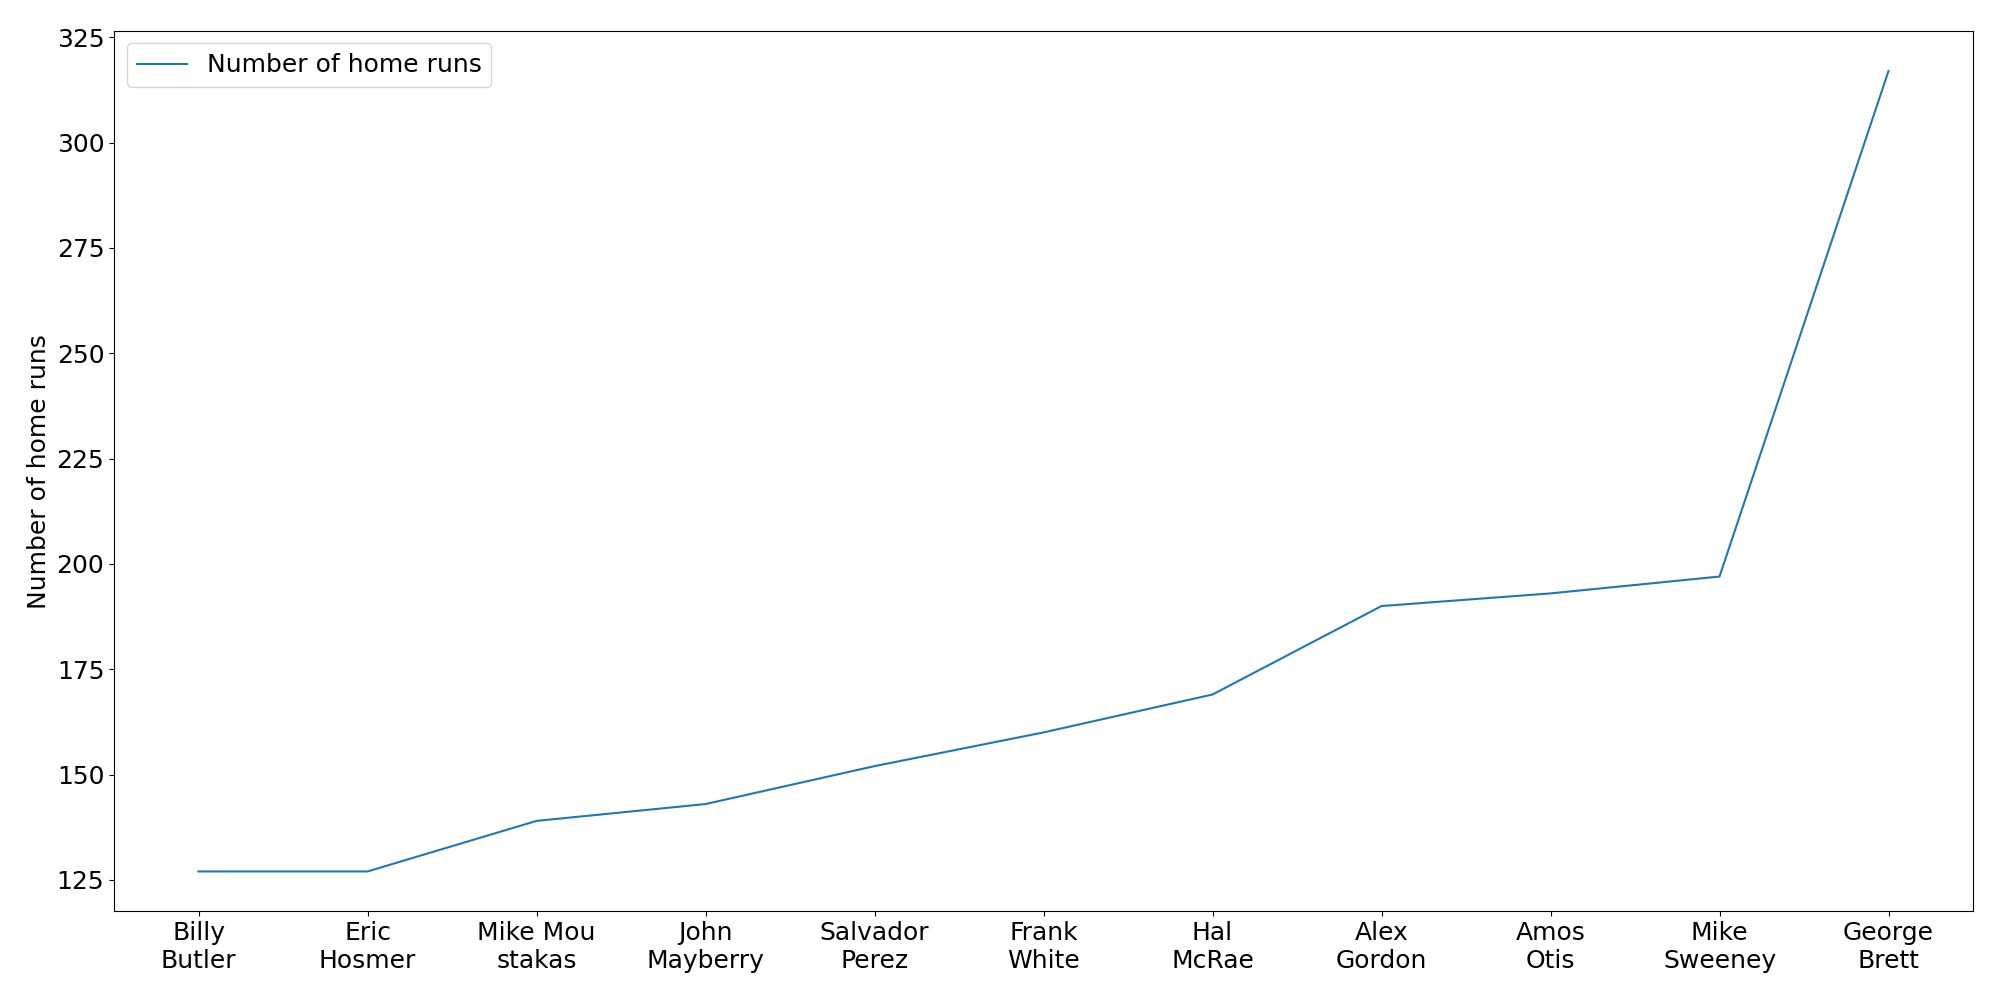 Number of home runs
325
300
275
250
225
200
175
150
125
Number of home runs
Billy
Butler
Eric
Hosmer
Mike Mou
stakas
John
Mayberry
Salvador
Perez
Frank
White
Hal
McRae
Alex
Gordon
Amos
Otis
Mike
Sweeney
George
Brett